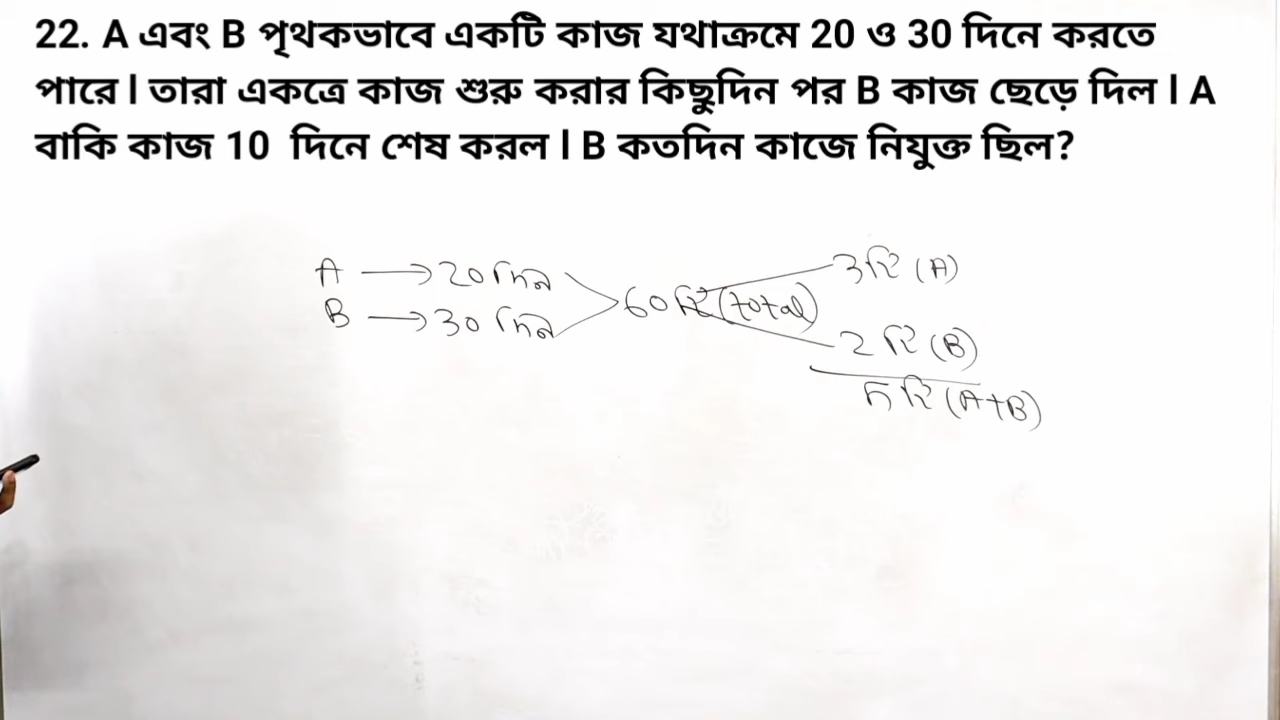 22. A এবং B পৃথকভাবে একটি কাজ যথাক্রমে 20 ও 30 দিনে করতে
পারে l তারা একত্রে কাজ শুরু করার কিছুদিন পর B কাজ ছেড়ে দিল l A
বাকি কাজ 10 দিনে শেষ করল l B কতদিন কাজে নিযুক্ত ছিল?
A → 20 দিন
B → 30 দিন
60 টি (total)
3 টি (A)
2 টি (B)
5 টি (A+B)